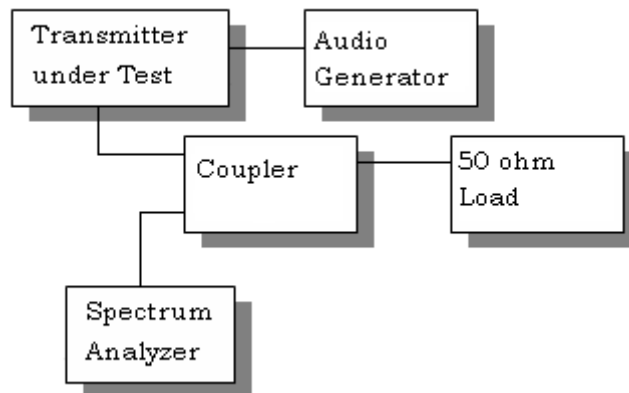 Transmitter
under Test
Audio
Generator
Coupler
50 ohm
Load
Spectrum
Analyzer